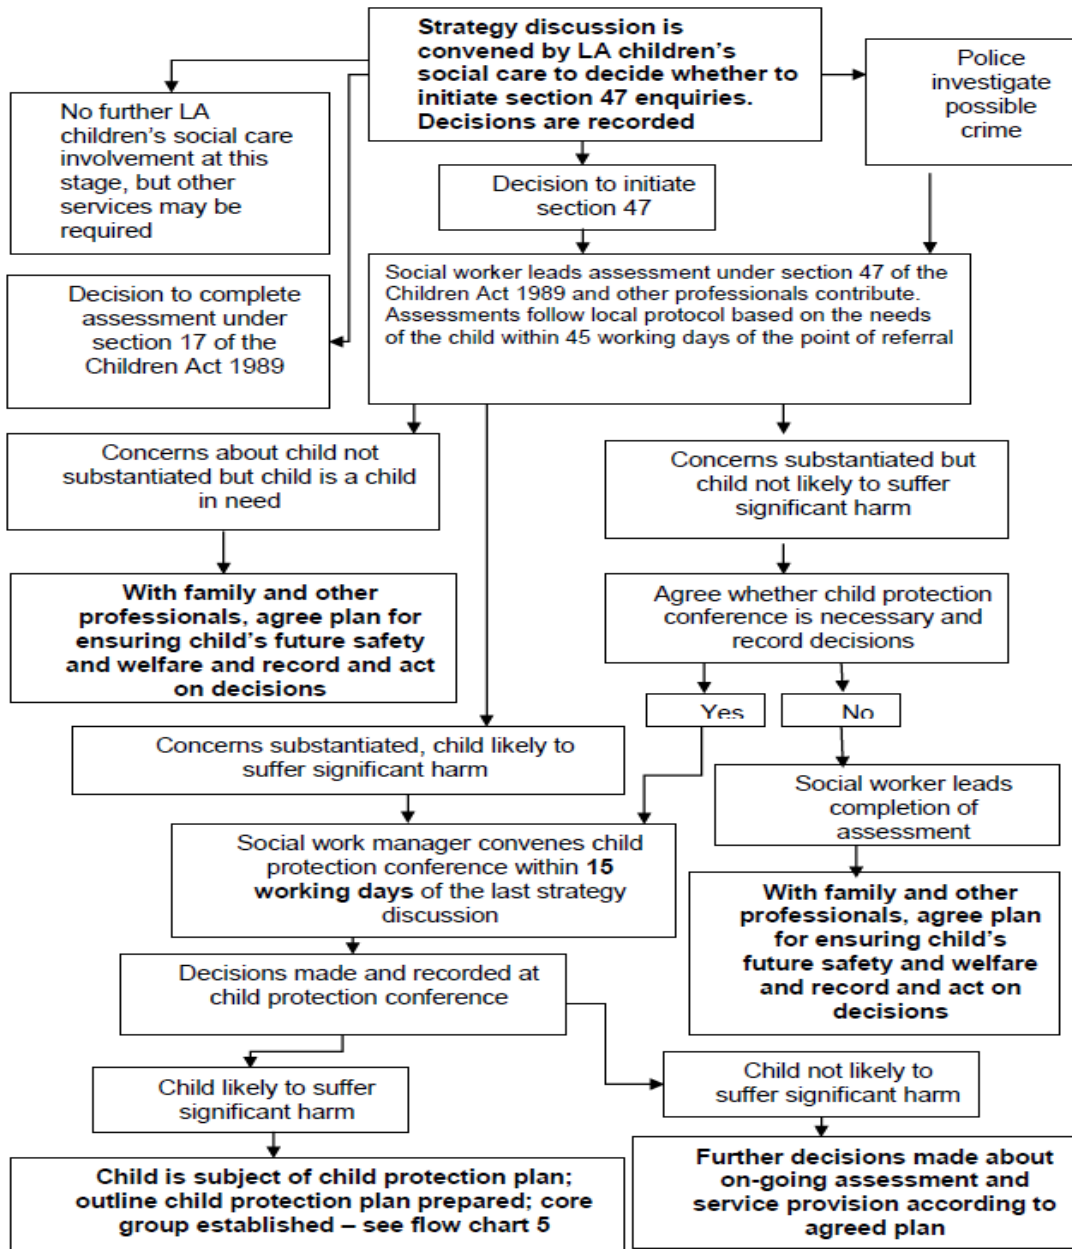 Strategy discussion is
convened by LA children's
social care to decide whether to
initiate section 47 enquiries.
Decisions are recorded
Police
investigate
possible
crime
No further LA
children's social care
involvement at this
stage, but other
services may be
required
Decision to initiate
section 47
Decision to complete
assessment under
section 17 of the
Children Act 1989
Social worker leads assessment under section 47 of the
Children Act 1989 and other professionals contribute.
Assessments follow local protocol based on the needs
of the child within 45 working days of the point of referral
Concerns about child not
substantiated but child is a child
in need
Concerns substantiated but
child not likely to suffer
significant harm
With family and other
professionals, agree plan for
ensuring child's future safety
and welfare and record and act
on decisions
Agree whether child protection
conference is necessary and
record decisions
Yes
No
Concerns substantiated, child likely to
suffer significant harm
Social worker leads
completion of
assessment
Social work manager convenes child
protection conference within 15
working days of the last strategy
discussion
With family and other
professionals, agree plan
for ensuring child's
future safety and welfare
and record and act on
decisions
Decisions made and recorded at
child protection conference
Child likely to suffer
significant harm
Child not likely to
suffer significant harm
Child is subject of child protection plan;
outline child protection plan prepared; core
group established – see flow chart 5
Further decisions made about
on-going assessment and
service provision according to
agreed plan